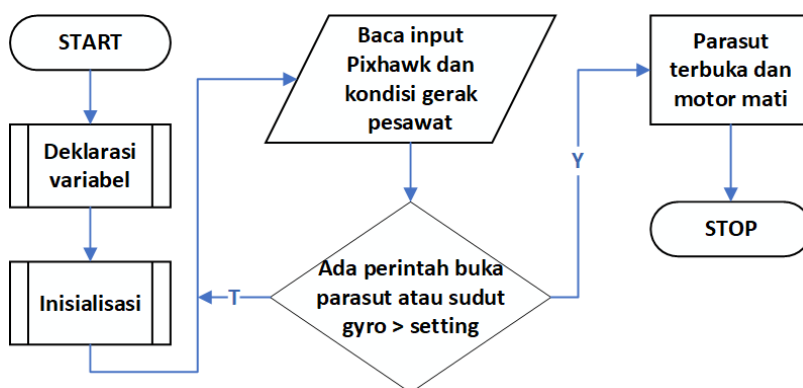 START
Deklarasi
variabel
Inisialisasi
Baca input
Pixhawk dan
kondisi gerak
pesawat
Ada perintah buka
parasut atau sudut
gyro > setting
T
Y
Parasut
terbuka dan
motor mati
STOP